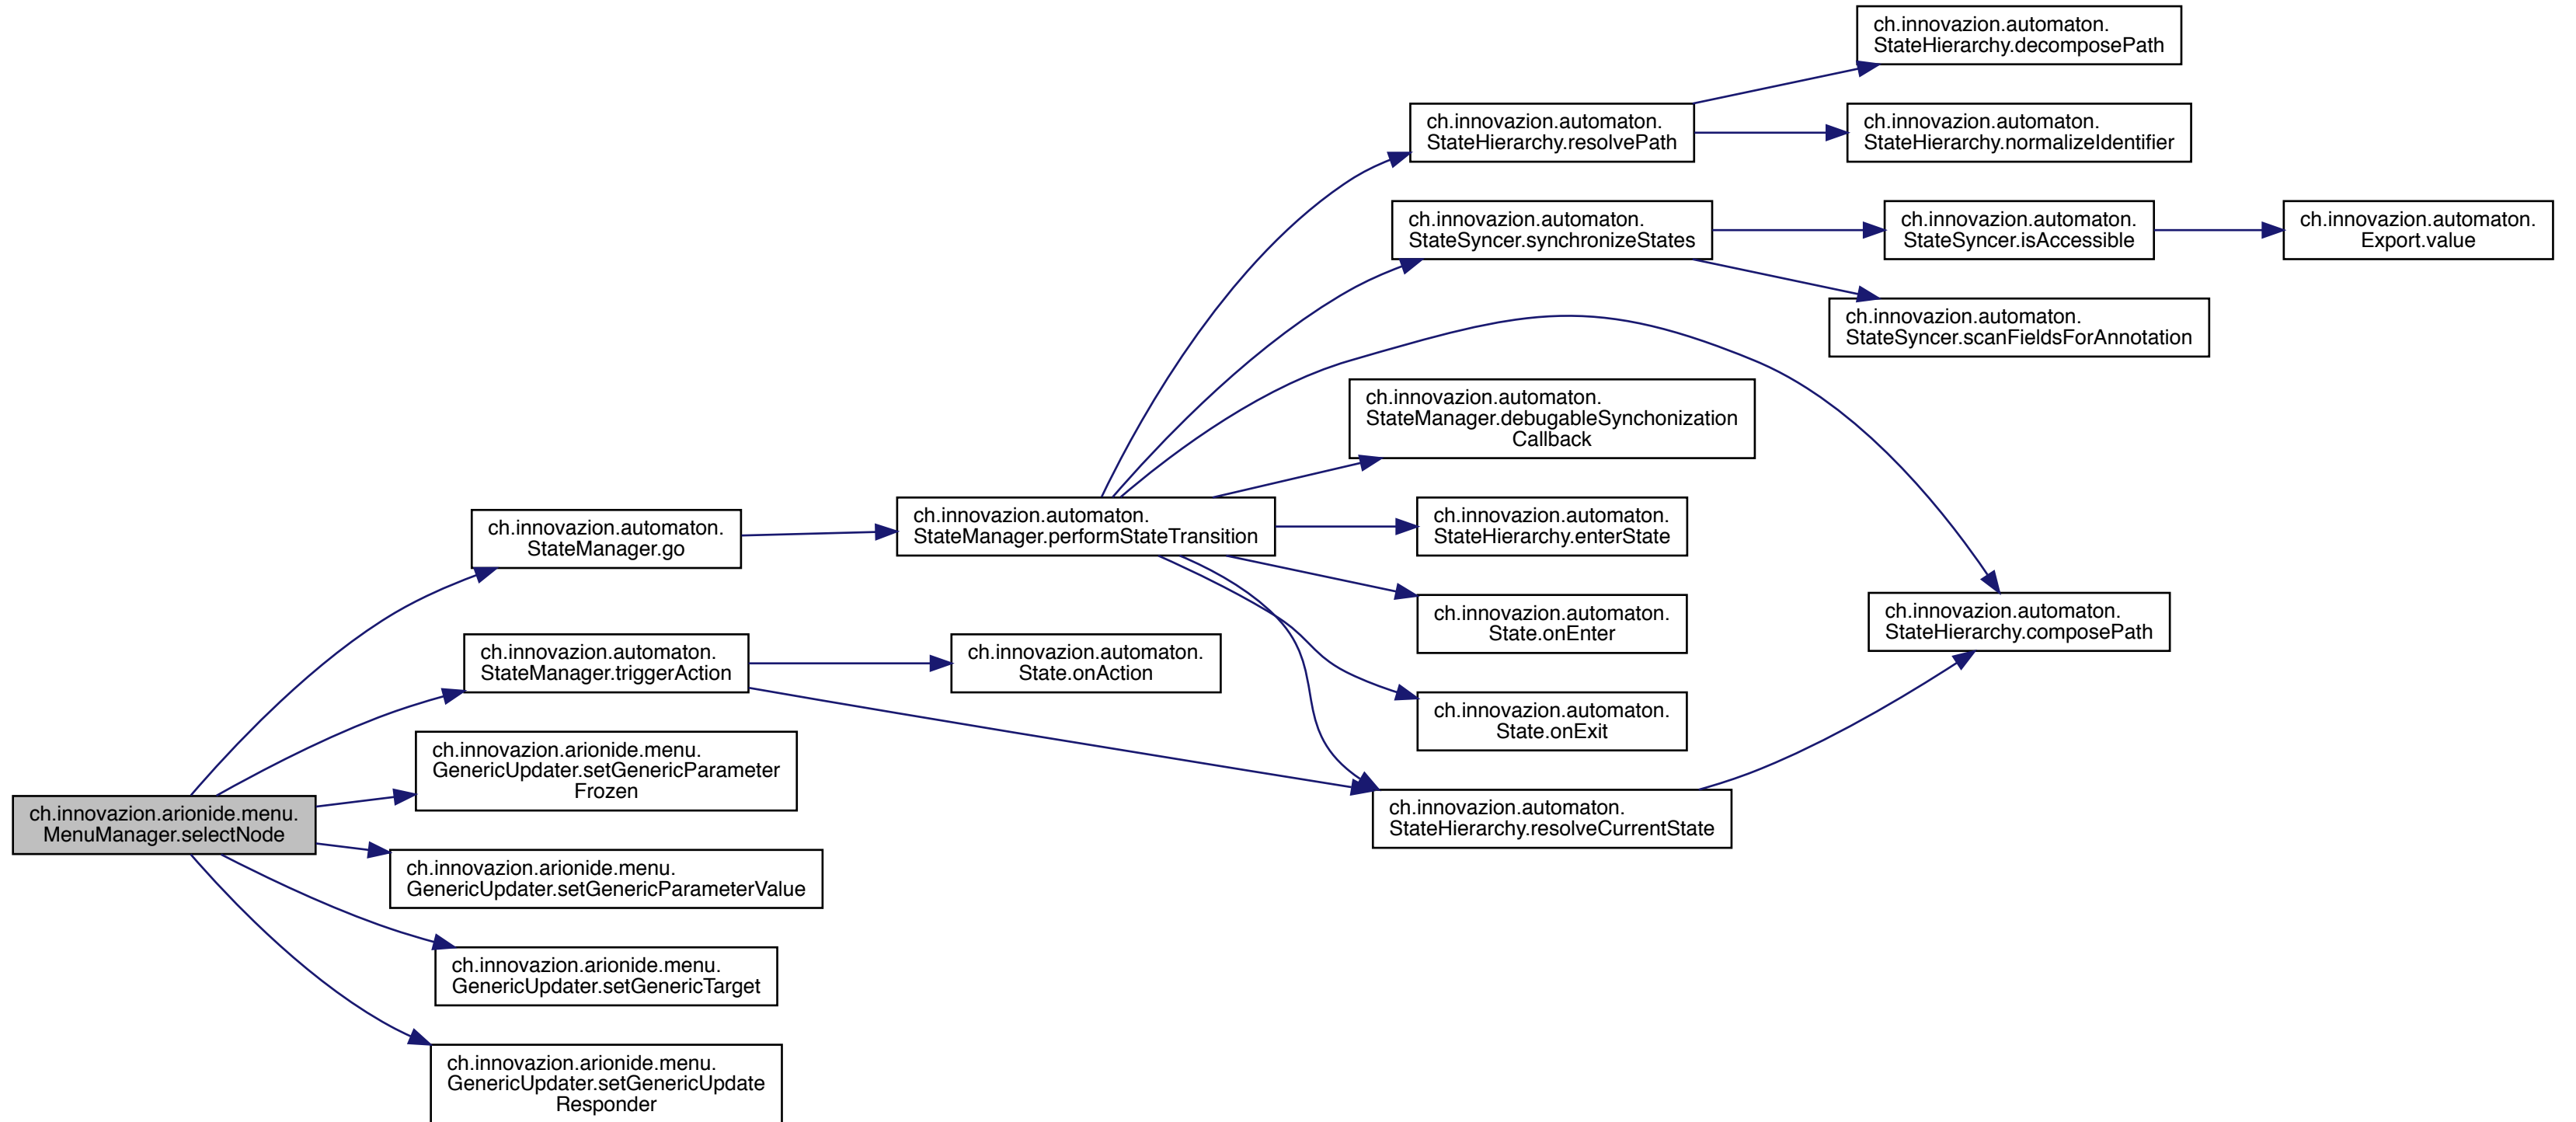 ch.innovazion.automaton.
StateHierarchy.decomposePath
ch.innovazion.automaton.
StateHierarchy.resolvePath
ch.innovazion.automaton.
StateHierarchy.normalizeIdentifier
ch.innovazion.automaton.
StateSyncer.synchronizeStates
ch.innovazion.automaton.
StateSyncer.isAccessible
ch.innovazion.automaton.
Export.value
ch.innovazion.automaton.
StateSyncer.scanFieldsForAnnotation
ch.innovazion.automaton.
StateManager.debugableSynchonization
Callback
ch.innovazion.automaton.
StateManager.go
ch.innovazion.automaton.
StateManager.performStateTransition
ch.innovazion.automaton.
StateHierarchy.enterState
ch.innovazion.automaton.
State.onEnter
ch.innovazion.automaton.
StateHierarchy.composePath
ch.innovazion.automaton.
StateManager.triggerAction
ch.innovazion.automaton.
State.onAction
ch.innovazion.automaton.
State.onExit
ch.innovazion.arionide.menu.
GenericUpdater.setGenericParameter
Frozen
ch.innovazion.arionide.menu.
MenuManager.selectNode
ch.innovazion.automaton.
StateHierarchy.resolveCurrentState
ch.innovazion.arionide.menu.
GenericUpdater.setGenericParameterValue
ch.innovazion.arionide.menu.
GenericUpdater.setGenericTarget
ch.innovazion.arionide.menu.
GenericUpdater.setGenericUpdate
Responder